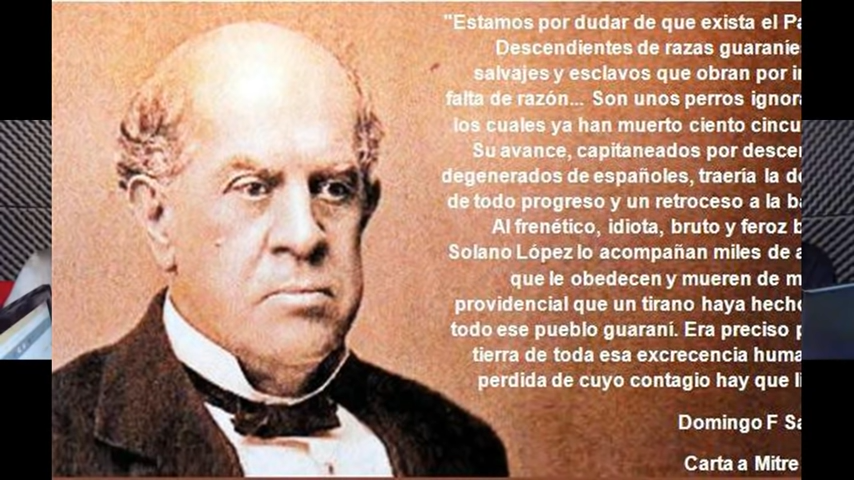 "Estamos por dudar de que exista el Pa
Descendientes de razas guaraníes
salvajes y esclavos que obran por in
falta de razón... Son unos perros ignora
los cuales ya han muerto ciento cincu
Su avance, capitaneados por descen
degenerados de españoles, traería la de
de todo progreso y un retroceso a la ba
Al frenético, idiota, bruto y feroz b
Solano López lo acompañan miles de a
que le obedecen y mueren de m
providencial que un tirano haya hecho
todo ese pueblo guaraní. Era preciso p
tierra de toda esa excrecencia huma
perdida de cuyo contagio hay que li
Domingo F Sa
Carta a Mitre